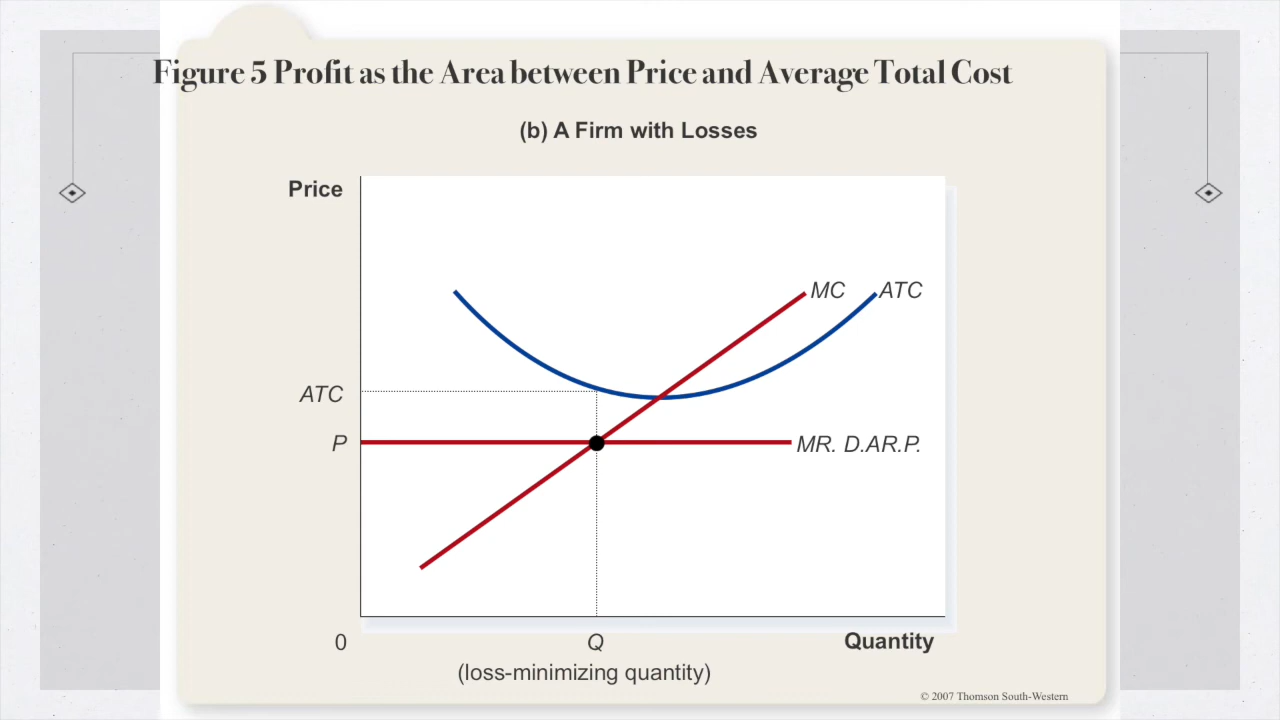 Figure 5 Profit as the Area between Price and Average Total Cost
(b) A Firm with Losses
Price
MC
ATC
ATC
P
MR. D.AR.P.
0
Q
Quantity
(loss-minimizing quantity)
© 2007 Thomson South-Western